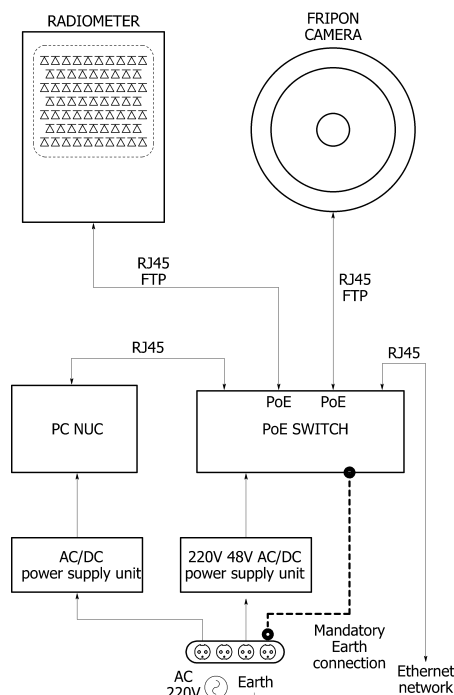 RADIOMETER
FRIPON
CAMERA
RJ45
FTP
RJ45
FTP
RJ45
RJ45
PoE
PoE
PC NUC
PoE SWITCH
AC/DC
power supply unit
220V 48V AC/DC
power supply unit
Mandatory
Earth
connection
Ethernet
network
AC
220V
Earth